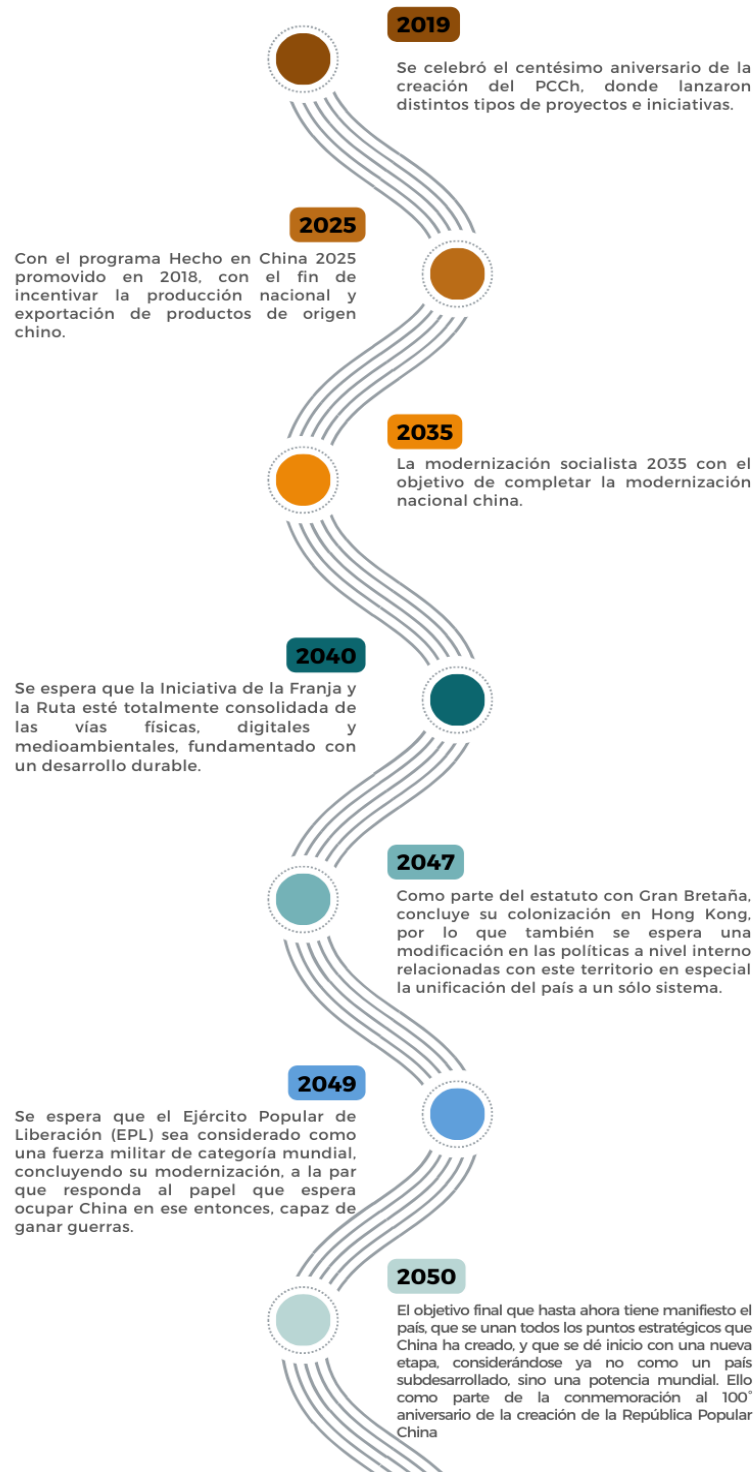 2019
Se celebró el centésimo aniversario de la
creación del PCCh, donde lanzaron
distintos tipos de proyectos e iniciativas.
2025
Con el programa Hecho en China 2025
promovido en 2018, con el fin de
incentivar la producción nacional y
exportación de productos de origen
chino.
2035
La modernización socialista 2035 con el
objetivo de completar la modernización
nacional china.
2040
Se espera que la Iniciativa de la Franja y
la Ruta esté totalmente consolidada de
las vías físicas, digitales y
medioambientales, fundamentado con
un desarrollo durable.
2047
Como parte del estatuto con Gran Bretaña,
concluye su colonización en Hong Kong,
por lo que también se espera una
modificación en las políticas a nivel interno
relacionadas con este territorio en especial
la unificación del país a un sólo sistema.
2049
Se espera que el Ejército Popular de
Liberación (EPL) sea considerado como
una fuerza militar de categoría mundial,
concluyendo su modernización, a la par
que responda al papel que espera
ocupar China en ese entonces, capaz de
ganar guerras.
2050
El objetivo final que hasta ahora tiene manifiesto el
país, que se unan todos los puntos estratégicos que
China ha creado, y que se dé inicio con una nueva
etapa, considerándose ya no como un país
subdesarrollado, sino una potencia mundial. Ello
como parte de la conmemoración al 100°
aniversario de la creación de la República Popular
China